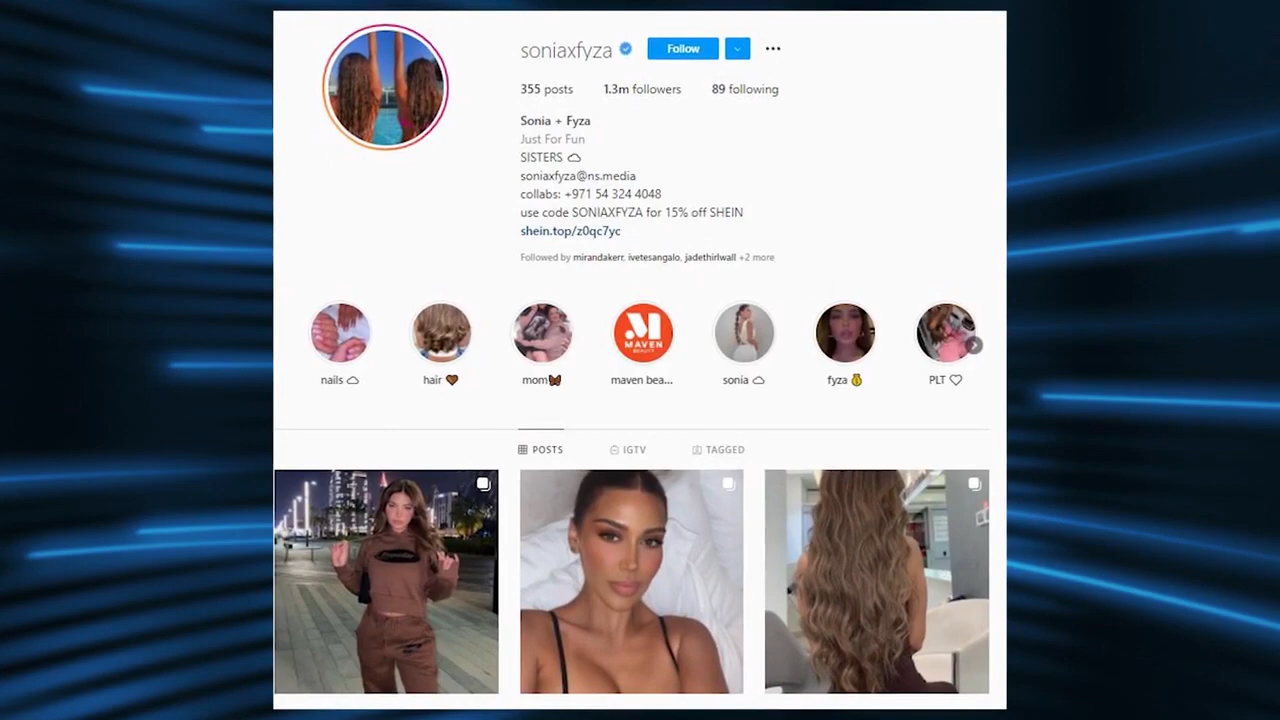 soniaxfyza Follow
355 posts 1.3m followers 89 following
Sonia + Fyza
Just For Fun
SISTERS
soniaxfyza@ns.media
collabs: +971 54 324 4048
use code SONIAXFYZA for 15% off SHEIN
shein.top/z0qc7yc
Followed by mirandakerr, ivetesangalo, jadethirlwall +2 more
MAVEN
BEAUTY
nails hair mom maven bea... sonia fyza PLT
POSTS IGTV TAGGED